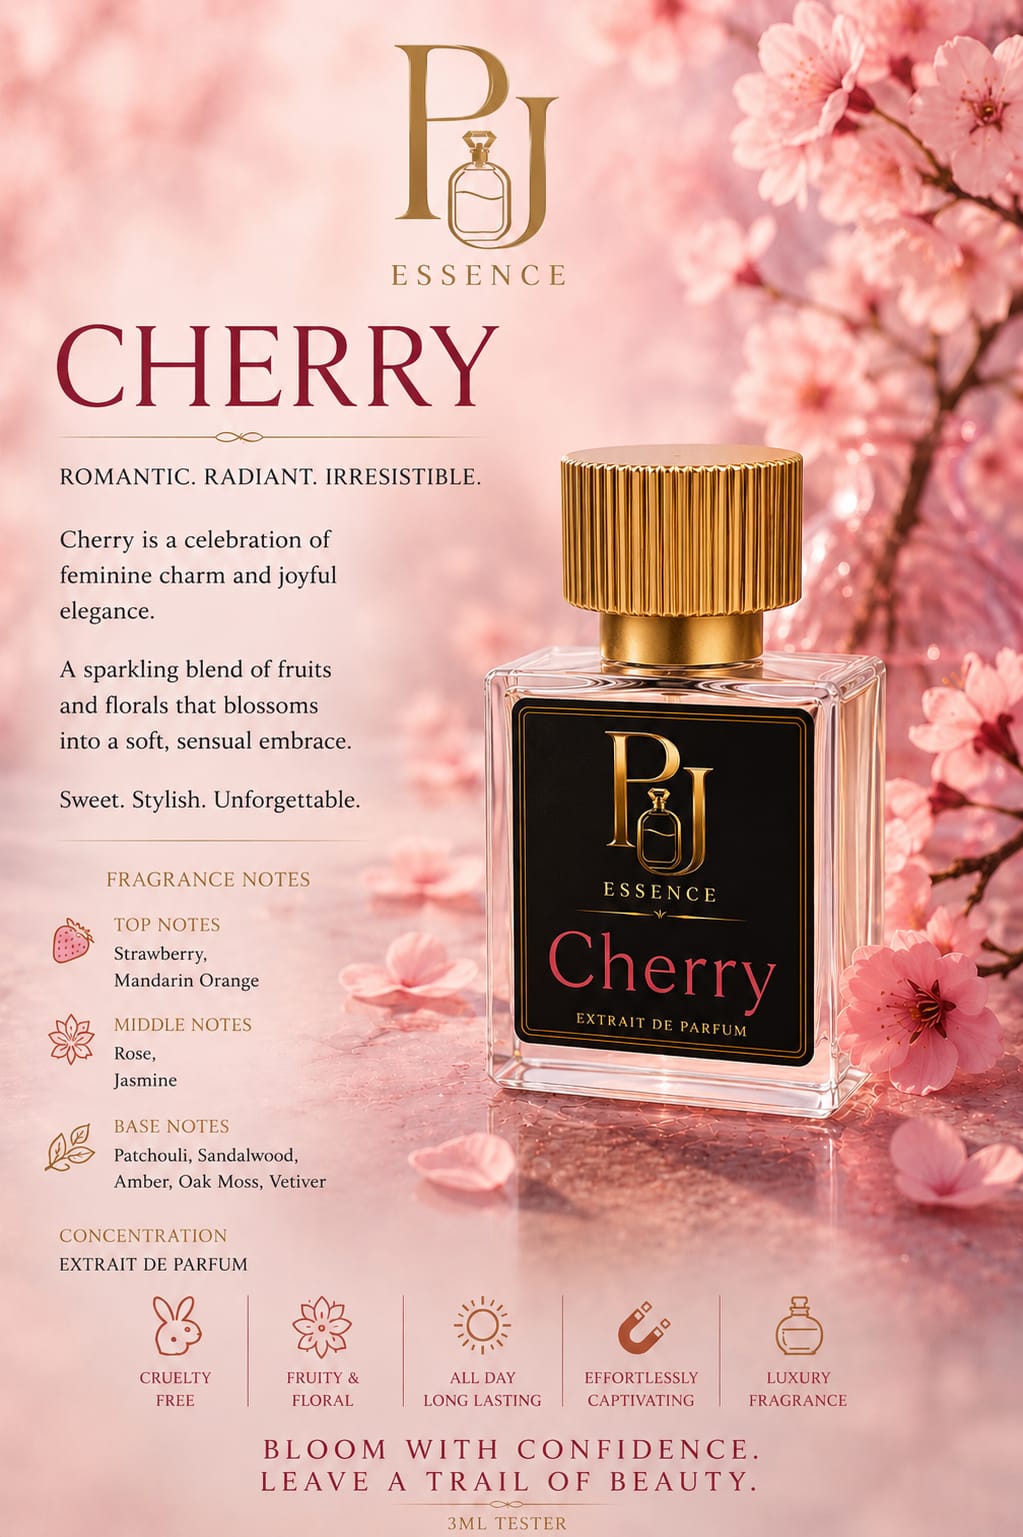 PJ
ESSENCE
CHERRY
ROMANTIC. RADIANT. IRRESISTIBLE.
Cherry is a celebration of
feminine charm and joyful
elegance.
A sparkling blend of fruits
and florals that blossoms
into a soft, sensual embrace.
Sweet. Stylish. Unforgettable.
FRAGRANCE NOTES
TOP NOTES
Strawberry,
Mandarin Orange
MIDDLE NOTES
Rose,
Jasmine
BASE NOTES
Patchouli, Sandalwood,
Amber, Oak Moss, Vetiver
CONCENTRATION
EXTRAIT DE PARFUM
PJ
ESSENCE
Cherry
EXTRAIT DE PARFUM
CRUELTY
FREE
FRUITY &
FLORAL
ALL DAY
LONG LASTING
EFFORTLESSLY
CAPTIVATING
LUXURY
FRAGRANCE
BLOOM WITH CONFIDENCE.
LEAVE A TRAIL OF BEAUTY.
3ML TESTER